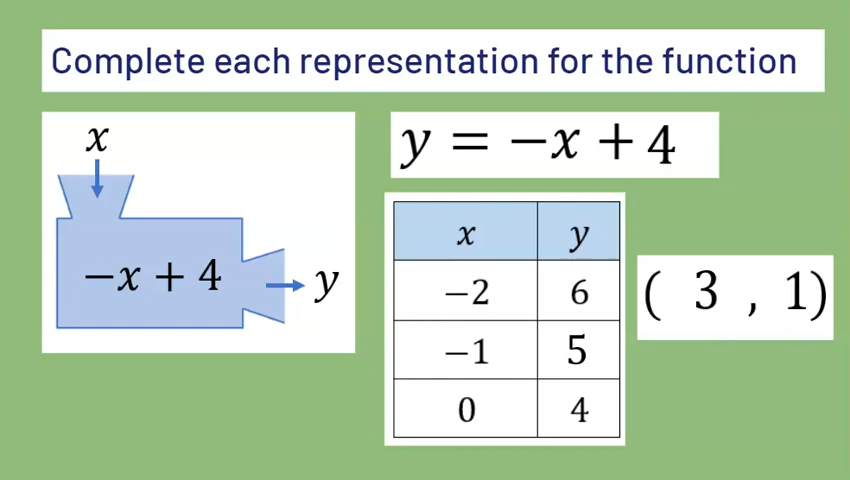 Complete each representation for the function
x
−x + 4
y
y = −x + 4
x y
−2 6
−1 5
0 4
( 3 , 1)